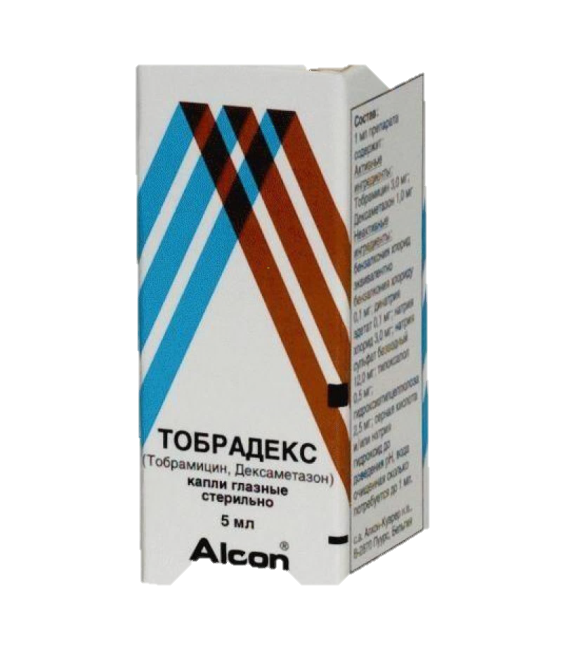 ТОБРАДЕКС
(Тобрамицин, Дексаметазон)
капли глазные
стерильно
5 мл
Alcon®
Состав:
1 мл препарата
содержит:
Активные
ингредиенты:
Тобрамицин 3,0 мг;
Дексаметазон 1,0 мг
Неактивные
ингредиенты:
бензалкония хлорид
эквивалентно
бензалкония хлориду
0,1 мг; динатрия
эдетат 0,1 мг; натрия
хлорид 3,0 мг; натрия
сульфат безводный
12,0 мг; тилоксапол
0,5 мг;
гидроксиэтилцеллюлоза
2,5 мг; серная кислота
и/или натрия
гидроксид до
доведения pH, вода
очищенная сколько
потребуется до 1 мл.
с.а. Алкон-Куврер н.в.,
В-2870 Пуурс, Бельгия